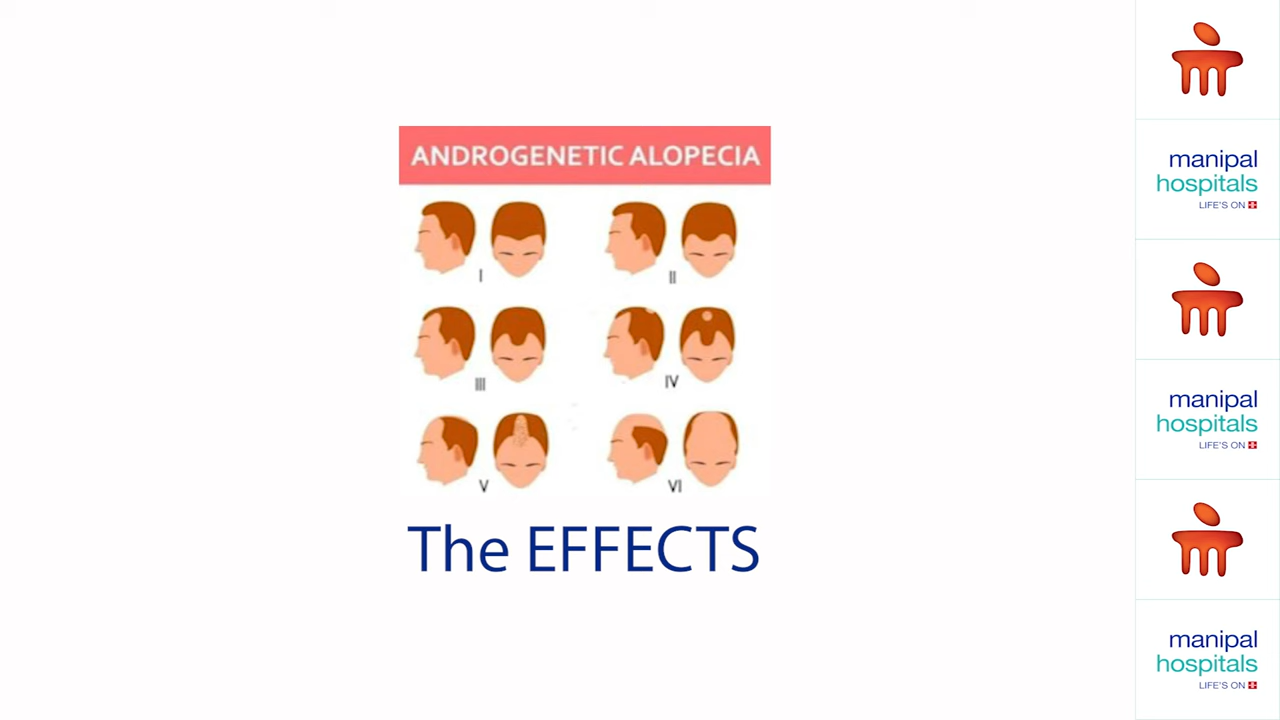 ANDROGENETIC ALOPECIA
I
II
III
IV
V
VI
The EFFECTS
manipal
hospitals
LIFE'S ON
manipal
hospitals
LIFE'S ON
manipal
hospitals
LIFE'S ON